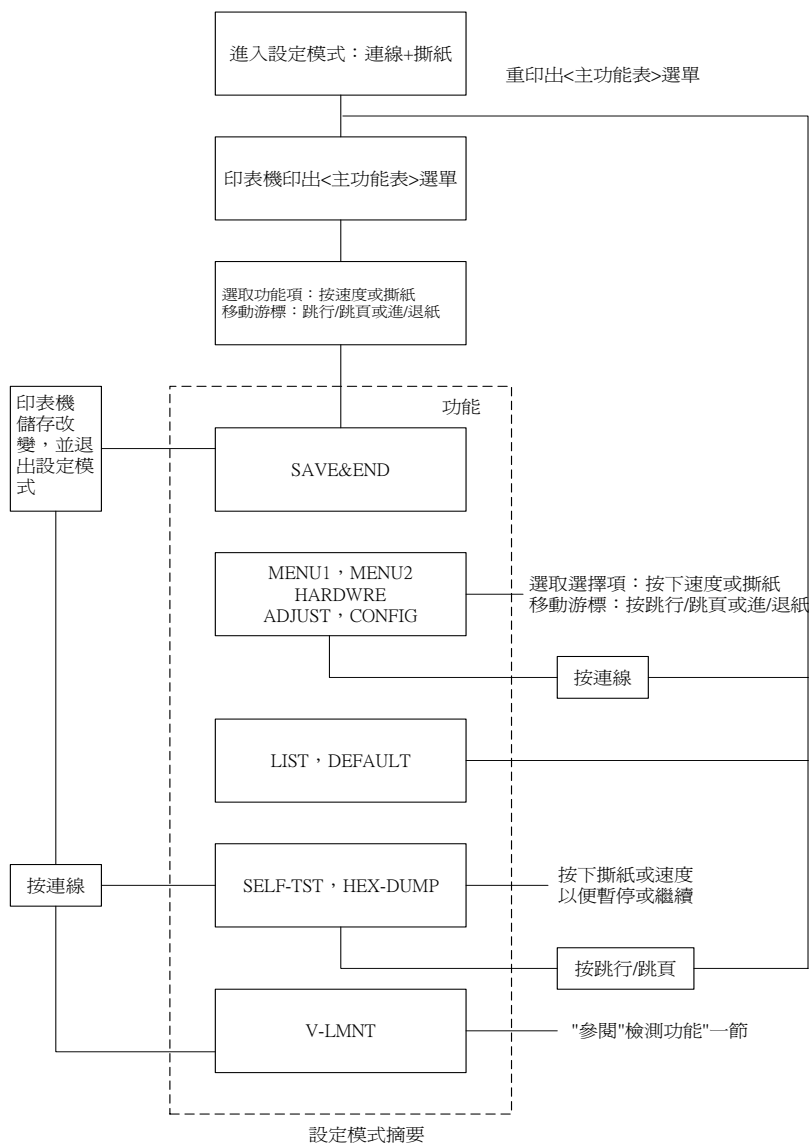 進入設定模式：連線+撕紙
重印出<主功能表>選單
印表機印出<主功能表>選單
選取功能項：按速度或撕紙
移動游標：跳行/跳頁或進/退紙
印表機
儲存改
變，並退
出設定模
式
功能
SAVE&END
MENU1，MENU2
HARDWRE
ADJUST，CONFIG
選取選擇項：按下速度或撕紙
移動游標：按跳行/跳頁或進/退紙
按連線
LIST，DEFAULT
按連線
SELF-TST，HEX-DUMP
按下撕紙或速度
以便暫停或繼續
按跳行/跳頁
V-LMNT
"參閱"檢測功能"一節
設定模式摘要